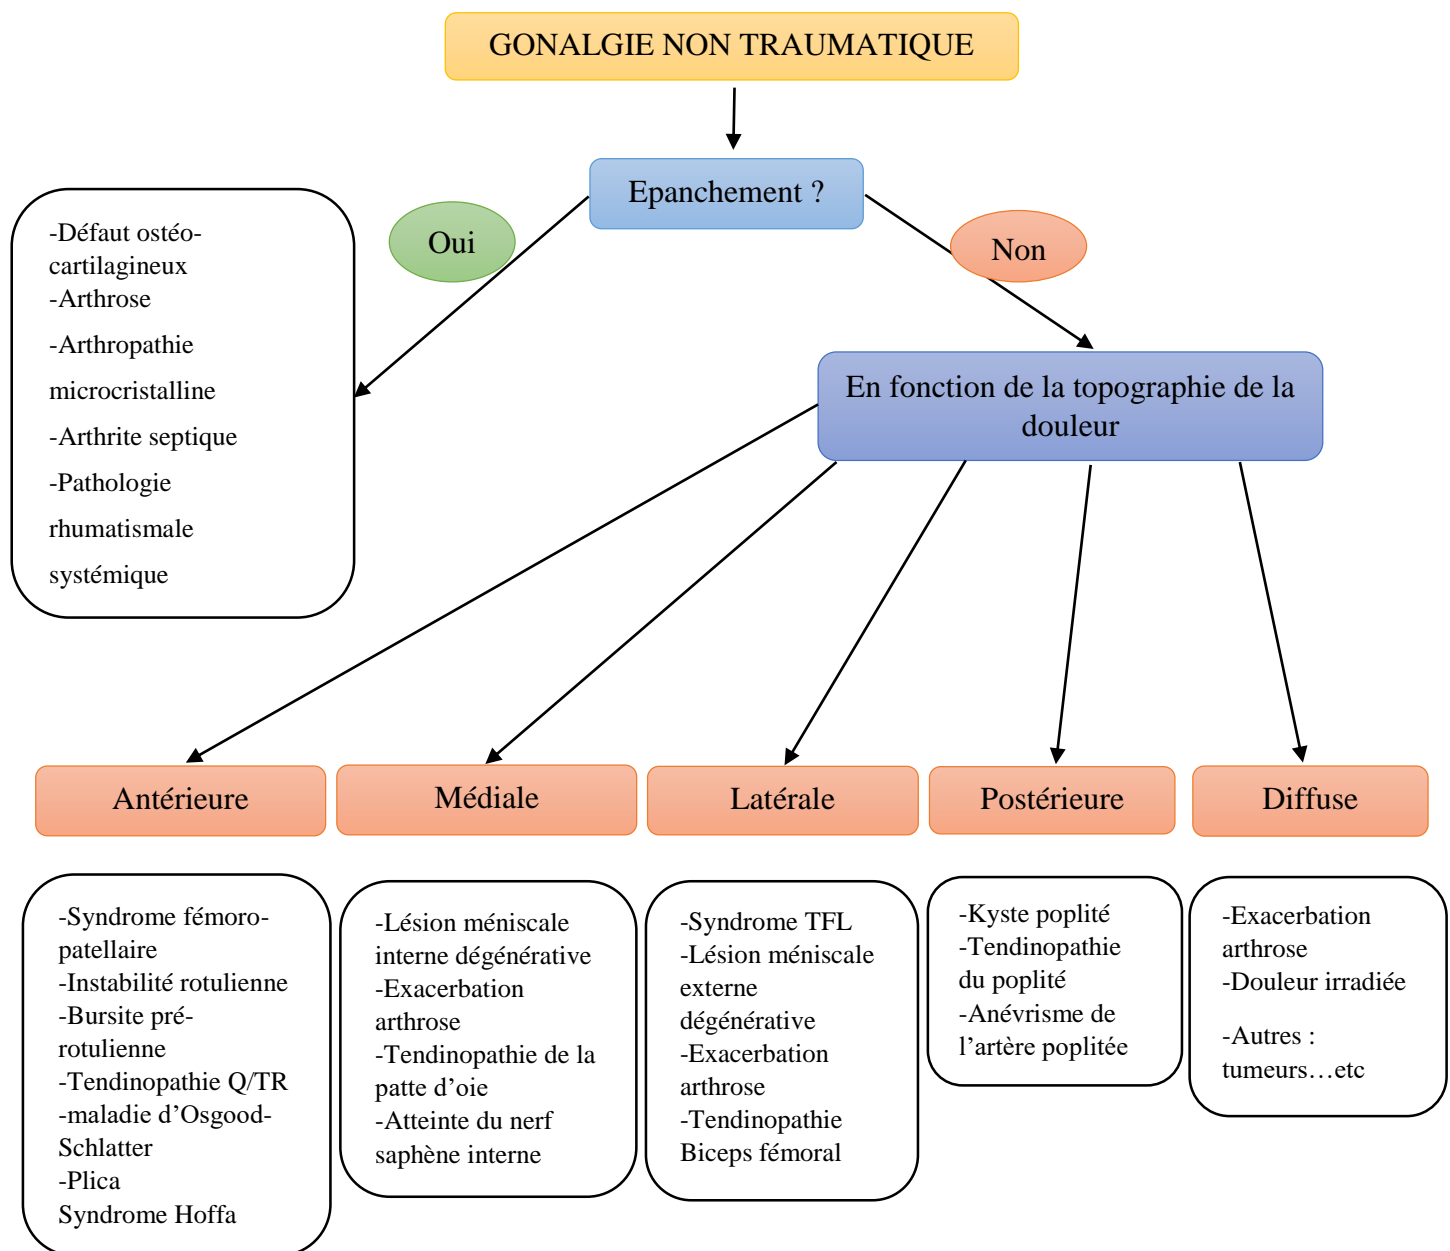 GONALGIE NON TRAUMATIQUE
Epanchement ?
Oui
Non
-Défaut ostéo-
cartilagineux
-Arthrose
-Arthropathie
microcristalline
-Arthrite septique
-Pathologie
rhumatismale
systémique
En fonction de la topographie de la
douleur
Antérieure
Médiale
Latérale
Postérieure
Diffuse
-Syndrome fémoro-
patellaire
-Instabilité rotulienne
-Bursite pré-
rotulienne
-Tendinopathie Q/TR
-maladie d’Osgood-
Schlatter
-Plica
Syndrome Hoffa
-Lésion méniscale
interne dégénérative
-Exacerbation
arthrose
-Tendinopathie de la
patte d’oie
-Atteinte du nerf
saphène interne
-Syndrome TFL
-Lésion méniscale
externe
dégénérative
-Exacerbation
arthrose
-Tendinopathie
Biceps fémoral
-Kyste poplité
-Tendinopathie
du poplité
-Anévrisme de
l’artère poplitée
-Exacerbation
arthrose
-Douleur irradiée
-Autres :
tumeurs…etc